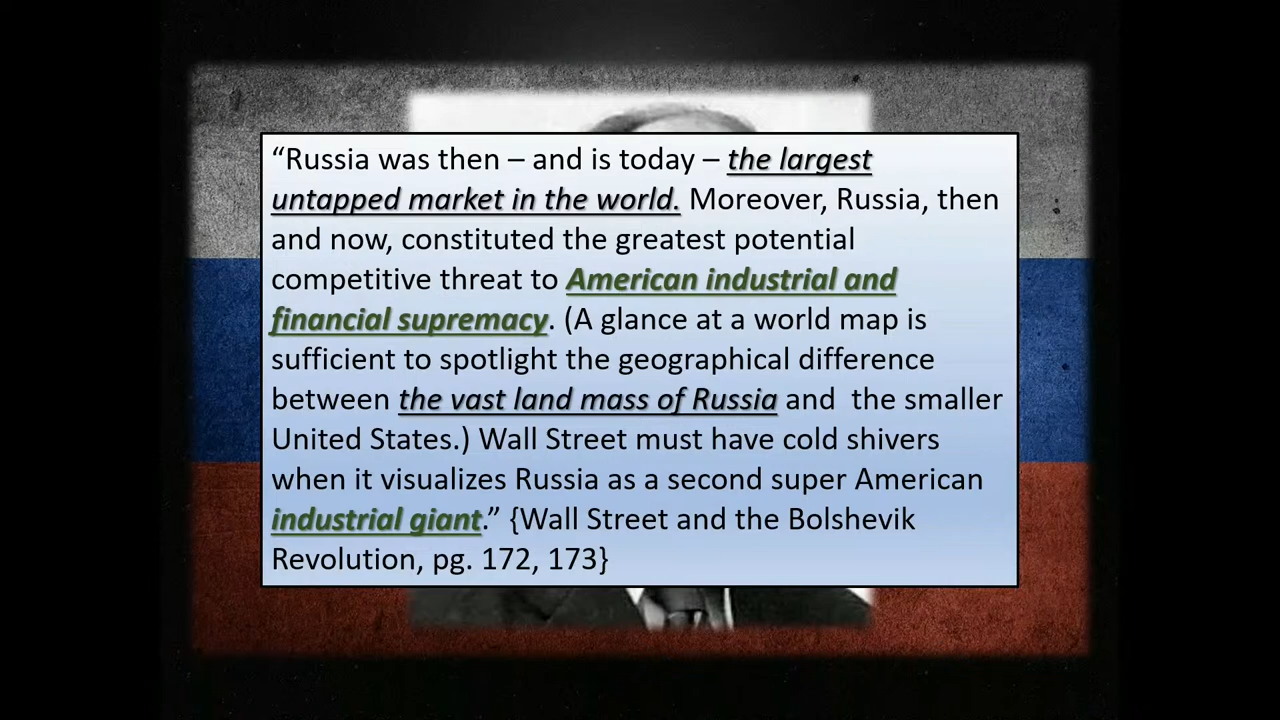 “Russia was then – and is today – the largest
untapped market in the world. Moreover, Russia, then
and now, constituted the greatest potential
competitive threat to American industrial and
financial supremacy. (A glance at a world map is
sufficient to spotlight the geographical difference
between the vast land mass of Russia and  the smaller
United States.) Wall Street must have cold shivers
when it visualizes Russia as a second super American
industrial giant.” {Wall Street and the Bolshevik
Revolution, pg. 172, 173}